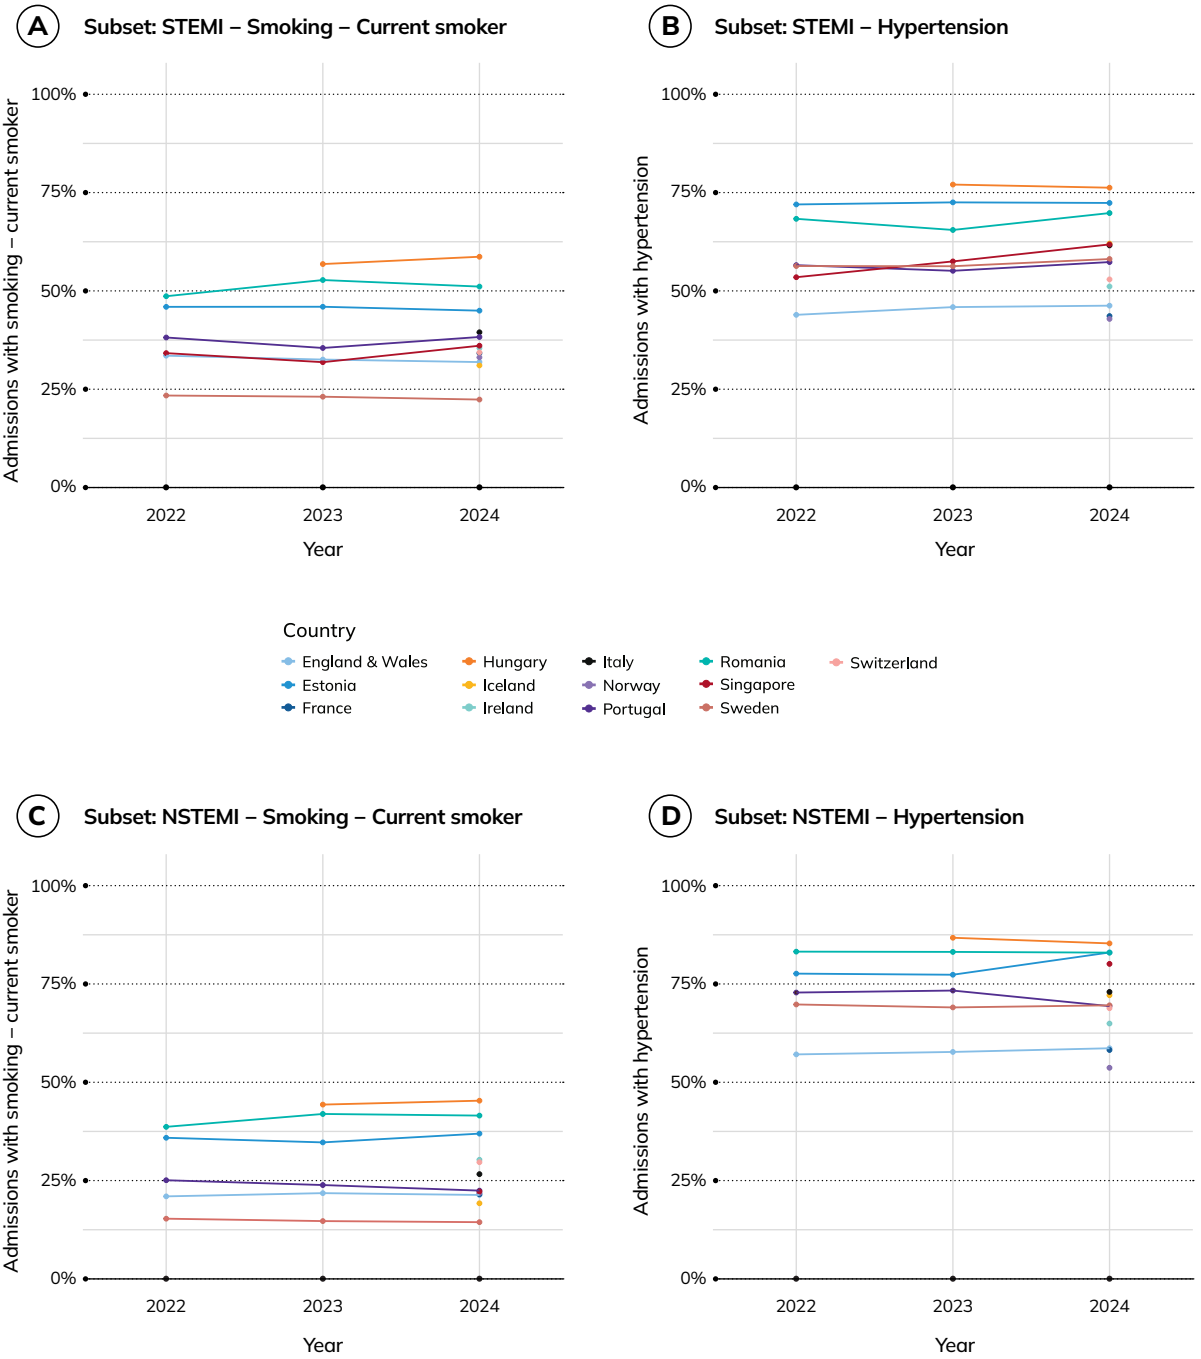 A Subset: STEMI – Smoking – Current smoker
Admissions with smoking – current smoker
100%
75%
50%
25%
0%
2022 2023 2024
Year
B Subset: STEMI – Hypertension
Admissions with hypertension
100%
75%
50%
25%
0%
2022 2023 2024
Year
Country
England & Wales Hungary Italy Romania Switzerland
Estonia Iceland Norway Singapore
France Ireland Portugal Sweden
C Subset: NSTEMI – Smoking – Current smoker
Admissions with smoking – current smoker
100%
75%
50%
25%
0%
2022 2023 2024
Year
D Subset: NSTEMI – Hypertension
Admissions with hypertension
100%
75%
50%
25%
0%
2022 2023 2024
Year